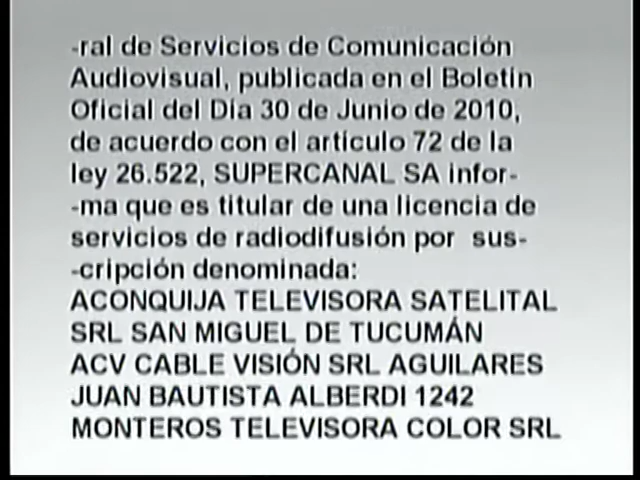 -ral de Servicios de Comunicación
Audiovisual, publicada en el Boletín
Oficial del Día 30 de Junio de 2010,
de acuerdo con el artículo 72 de la
ley 26.522, SUPERCANAL SA infor-
-ma que es titular de una licencia de
servicios de radiodifusión por sus-
-cripción denominada:
ACONQUIJA TELEVISORA SATELITAL
SRL SAN MIGUEL DE TUCUMÁN
ACV CABLE VISIÓN SRL AGUILARES
JUAN BAUTISTA ALBERDI 1242
MONTEROS TELEVISORA COLOR SRL